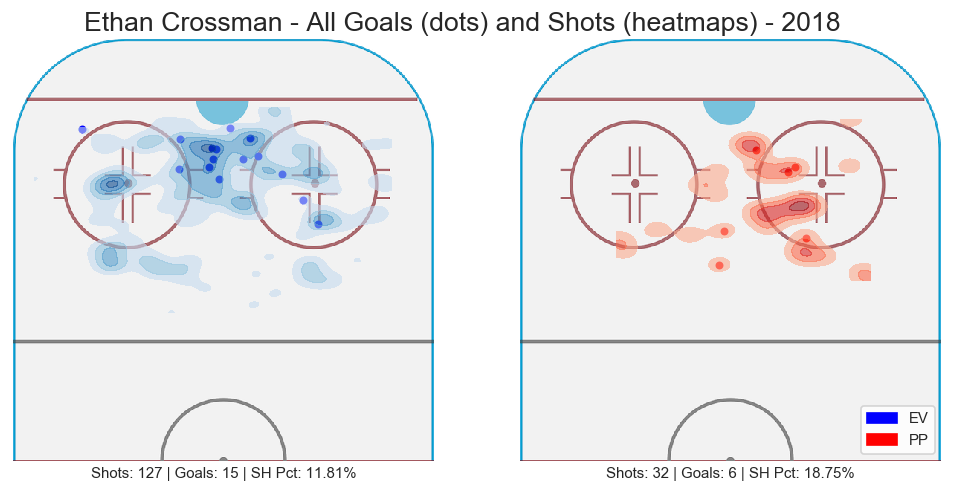 Ethan Crossman - All Goals (dots) and Shots (heatmaps) - 2018
EV
PP
Shots: 127 | Goals: 15 | SH Pct: 11.81%
Shots: 32 | Goals: 6 | SH Pct: 18.75%